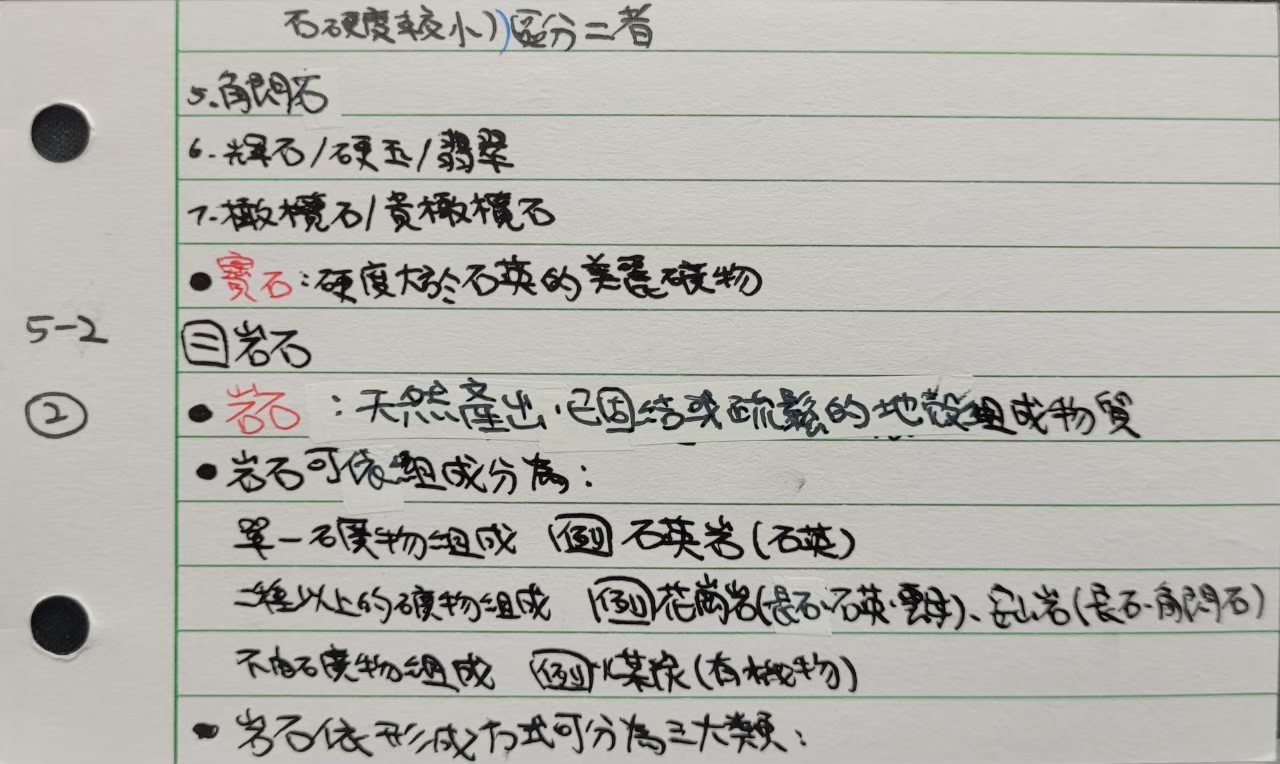 石硬度較小))區分二者
5.角閃石
6.輝石/硬玉/翡翠
7.橄欖石/貴橄欖石
●寶石:硬度大於石英的美麗礦物
5-2
三岩石
②
●岩石:天然產出、已固結或疏鬆的地殼組成物質
●岩石可依組成分為:
單一礦物組成 例 石英岩(石英)
二種以上的礦物組成 例 花崗岩(長石、石英、雲母)、安山岩(長石、角閃石)
不由礦物組成 例 煤炭(有機物)
●岩石依形成方式可分為三大類: